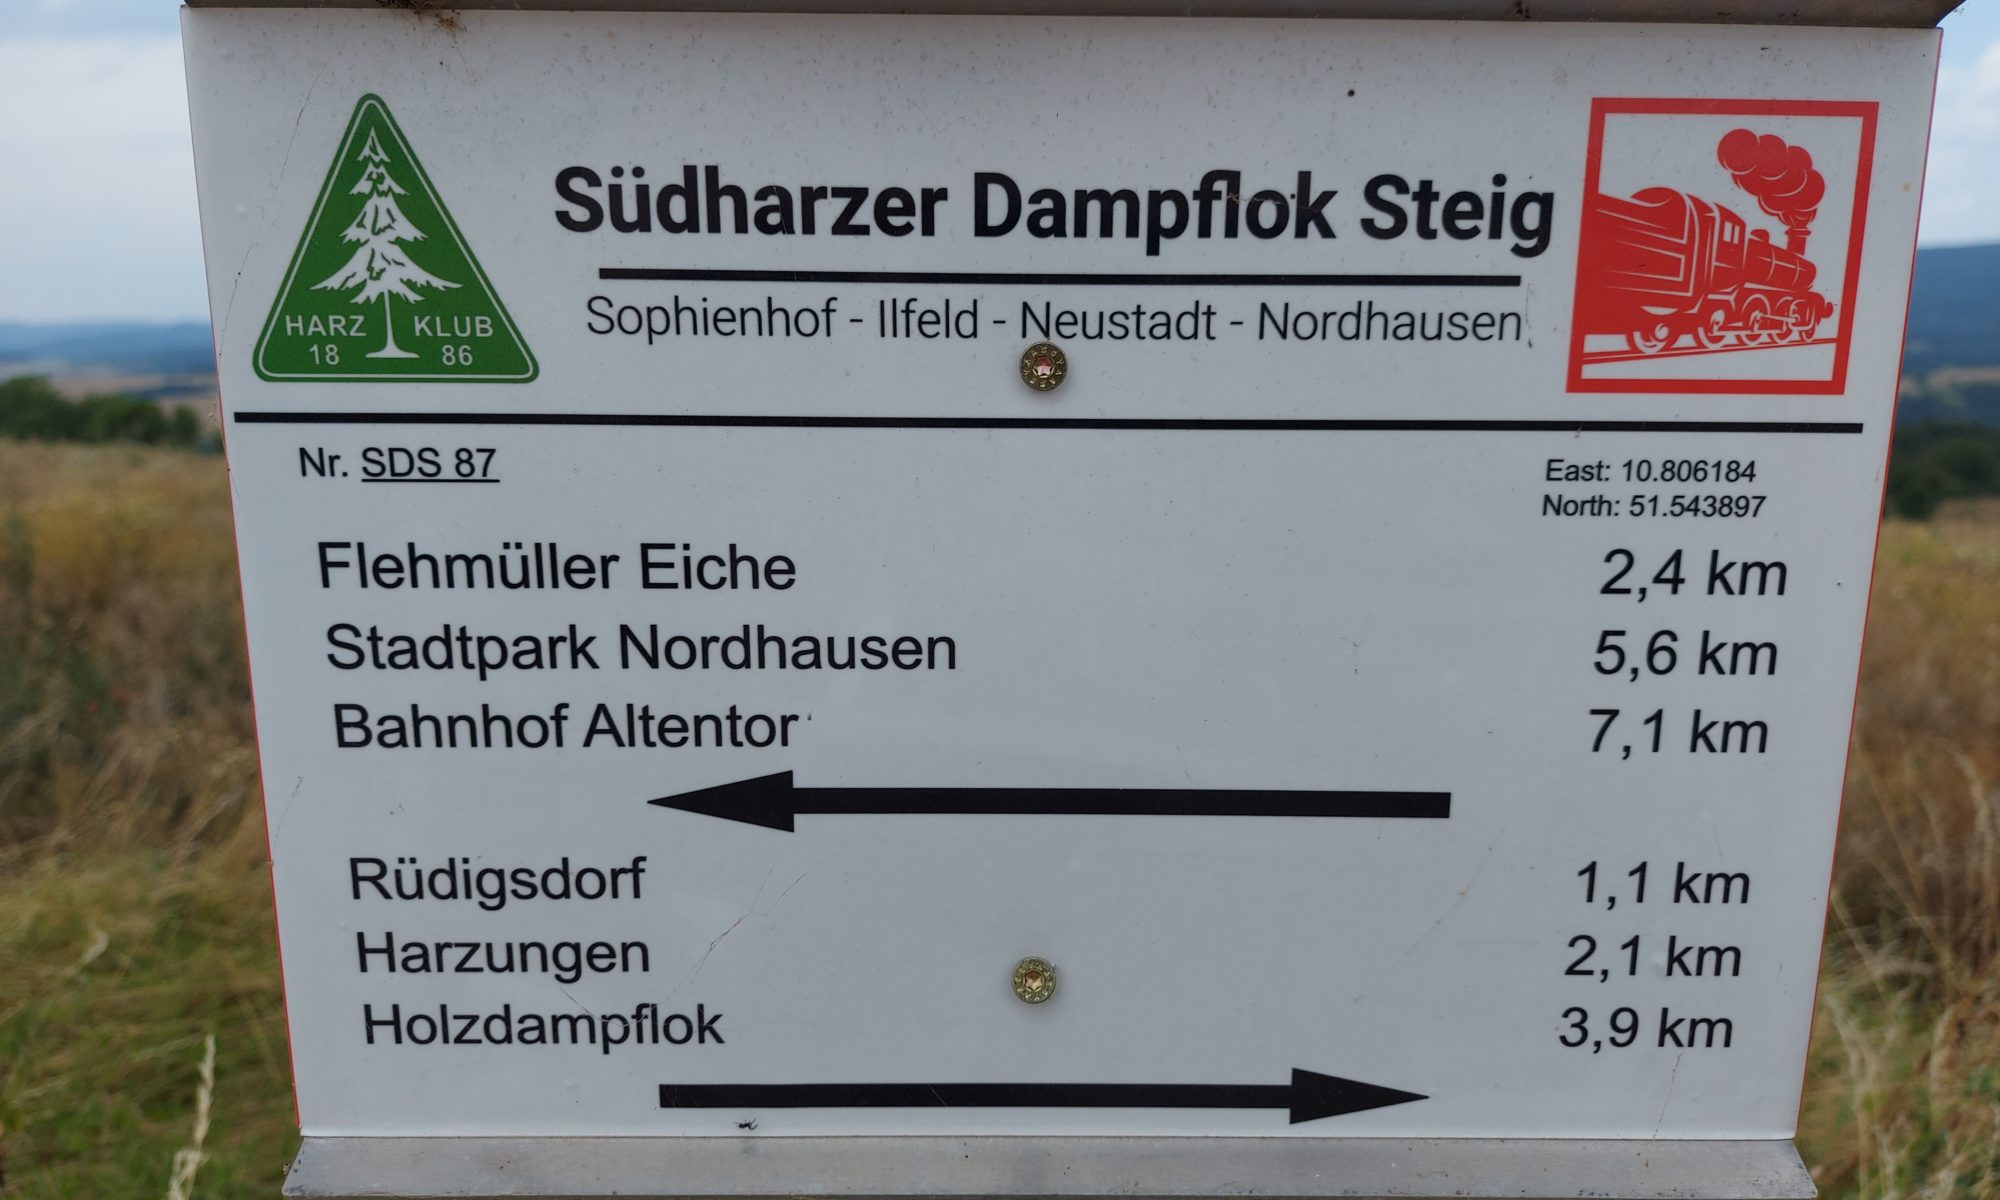 HARZ KLUB
18 86
Südharzer Dampflok Steig
Sophienhof - Ilfeld - Neustadt - Nordhausen
Nr. SDS 87
East: 10.806184
North: 51.543897
Flehmüller Eiche 2,4 km
Stadtpark Nordhausen 5,6 km
Bahnhof Altentor 7,1 km
Rüdigsdorf 1,1 km
Harzungen 2,1 km
Holzdampflok 3,9 km